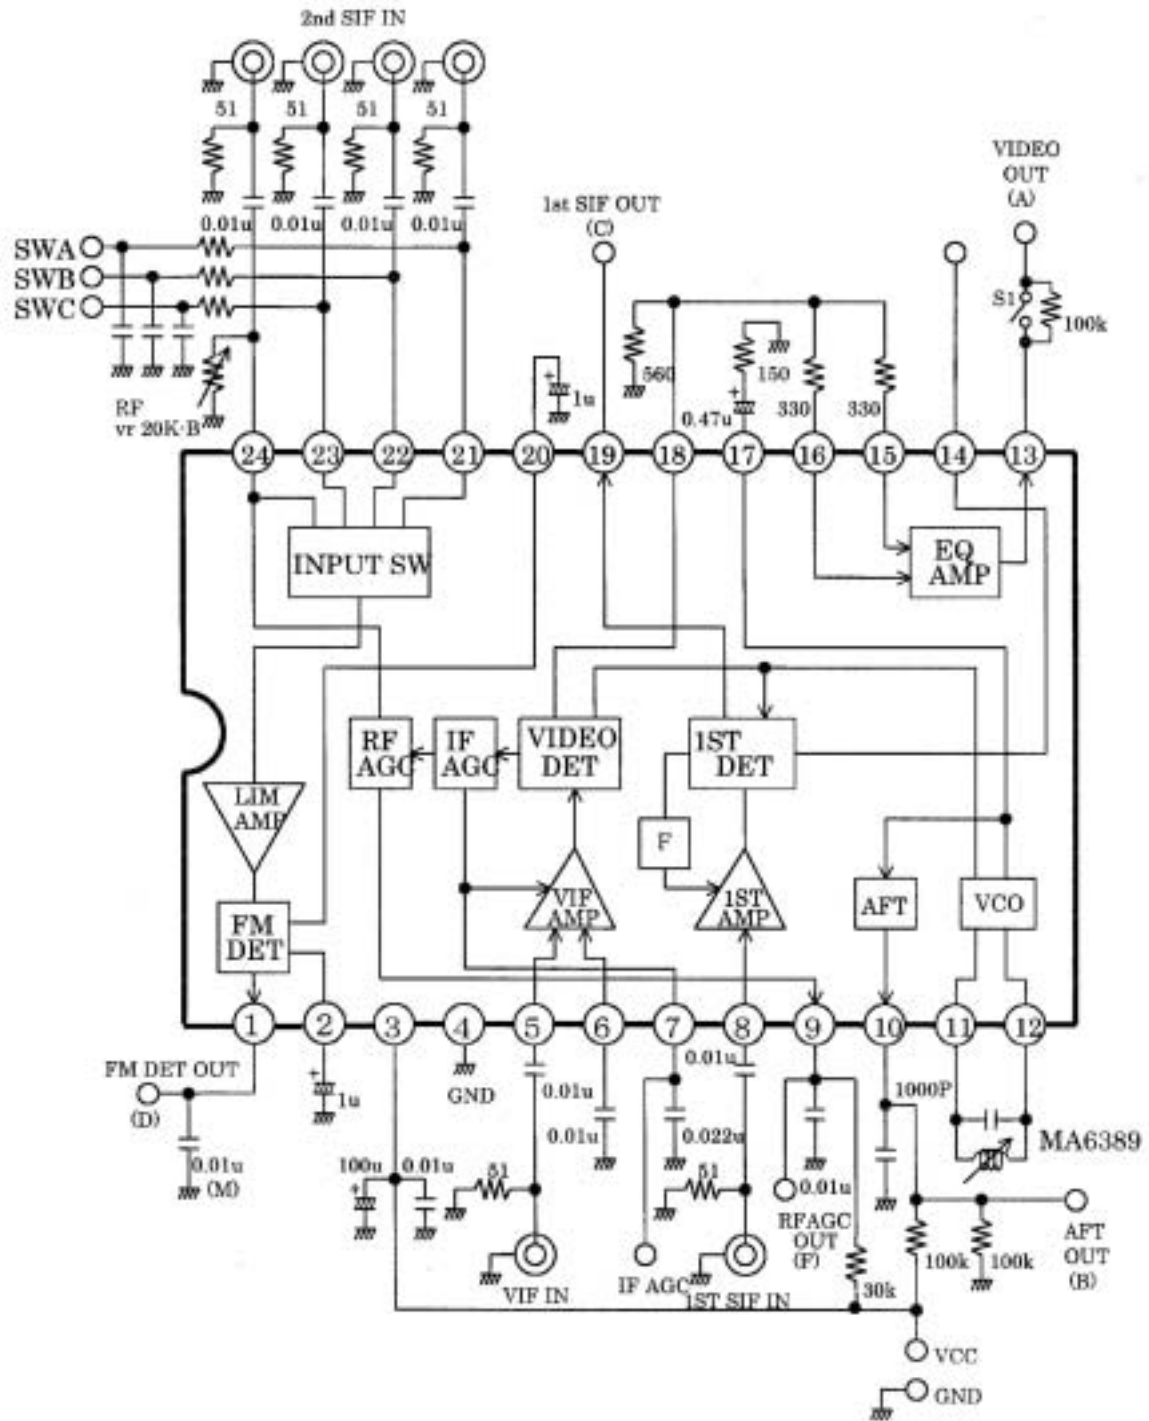 2nd SIF IN
51 51 51 51
0.01u 0.01u 0.01u 0.01u
SWA
SWB
SWC
RF
vr 20K-B
1st SIF OUT
(C)
VIDEO
OUT
(A)
S1
100k
1u
560
150
0.47u
330
330
24 23 22 21 20 19 18 17 16 15 14 13
INPUT SW
EQ
AMP
RF
AGC
IF
AGC
VIDEO
DET
1ST
DET
LIM
AMP
F
VIF
AMP
1ST
AMP
AFT
VCO
FM
DET
1 2 3 4 5 6 7 8 9 10 11 12
FM DET OUT
(D)
0.01u
(M)
1u
100u
0.01u
GND
0.01u
0.01u
51
VIF IN
0.01u
0.022u
51
IF AGC
1ST SIF IN
0.01u
RFAGC
OUT
(F)
30k
1000P
MA6389
100k
100k
AFT
OUT
(B)
VCC
GND